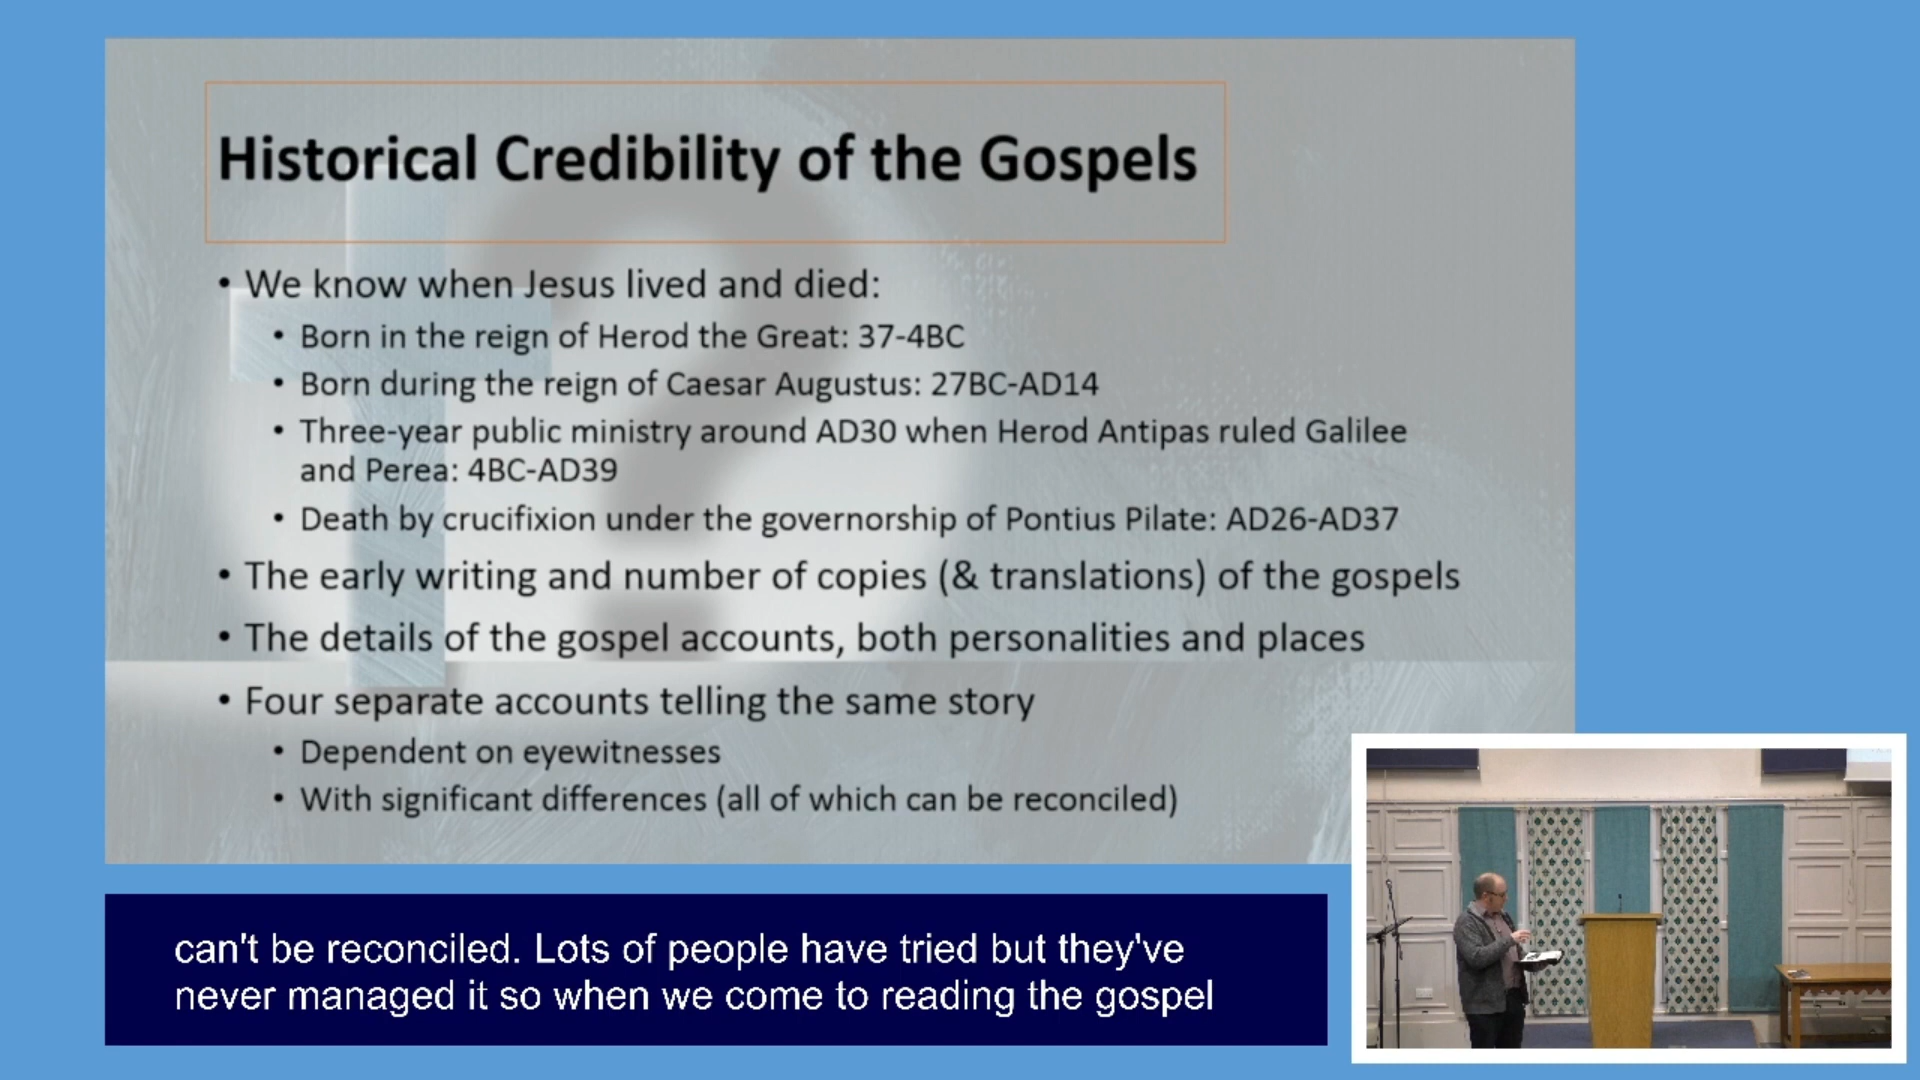 Historical Credibility of the Gospels
• We know when Jesus lived and died:
• Born in the reign of Herod the Great: 37-4BC
• Born during the reign of Caesar Augustus: 27BC-AD14
• Three-year public ministry around AD30 when Herod Antipas ruled Galilee
and Perea: 4BC-AD39
• Death by crucifixion under the governorship of Pontius Pilate: AD26-AD37
• The early writing and number of copies (& translations) of the gospels
• The details of the gospel accounts, both personalities and places
• Four separate accounts telling the same story
• Dependent on eyewitnesses
• With significant differences (all of which can be reconciled)
can't be reconciled. Lots of people have tried but they've
never managed it so when we come to reading the gospel